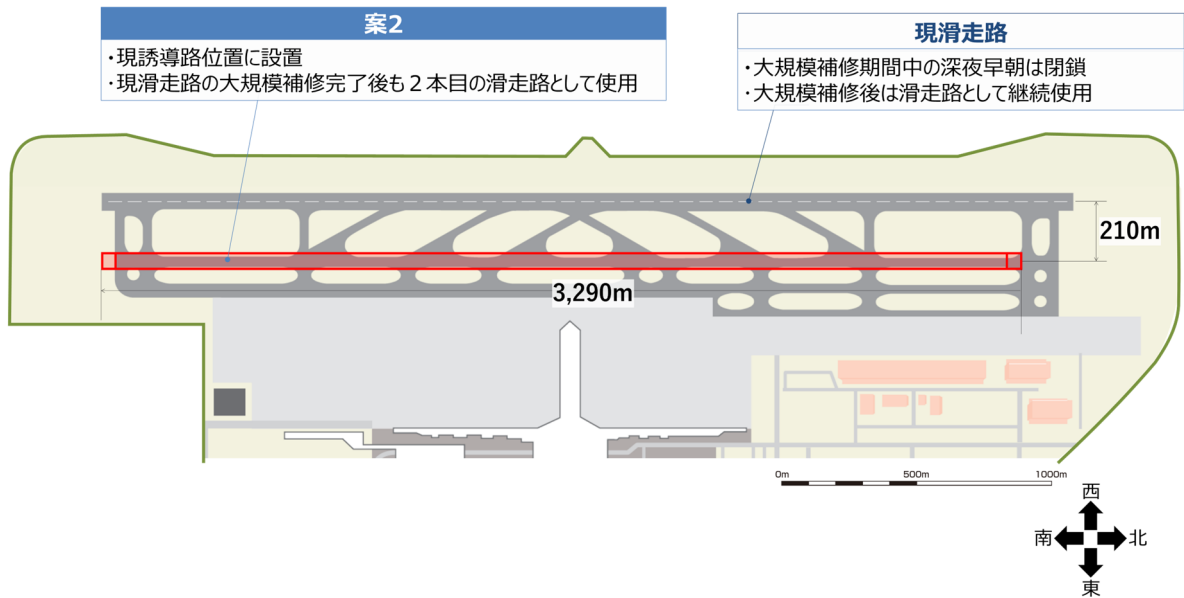 案2
・現誘導路位置に設置
・現滑走路の大規模補修完了後も２本目の滑走路として使用
現滑走路
・大規模補修期間中の深夜早朝は閉鎖
・大規模補修後は滑走路として継続使用
210m
3,290m
0m 500m 1000m
西
南 北
東